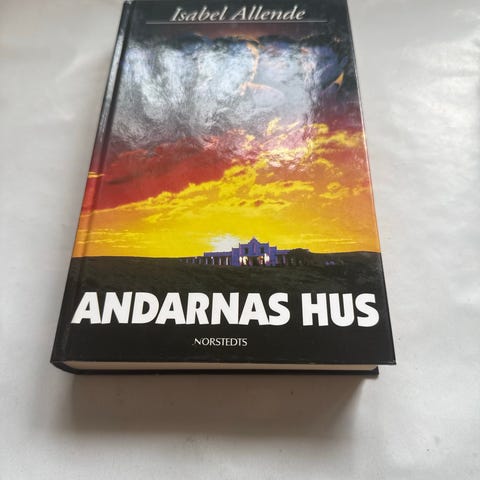 Isabel Allende
ANDARNAS HUS
NORSTEDTS